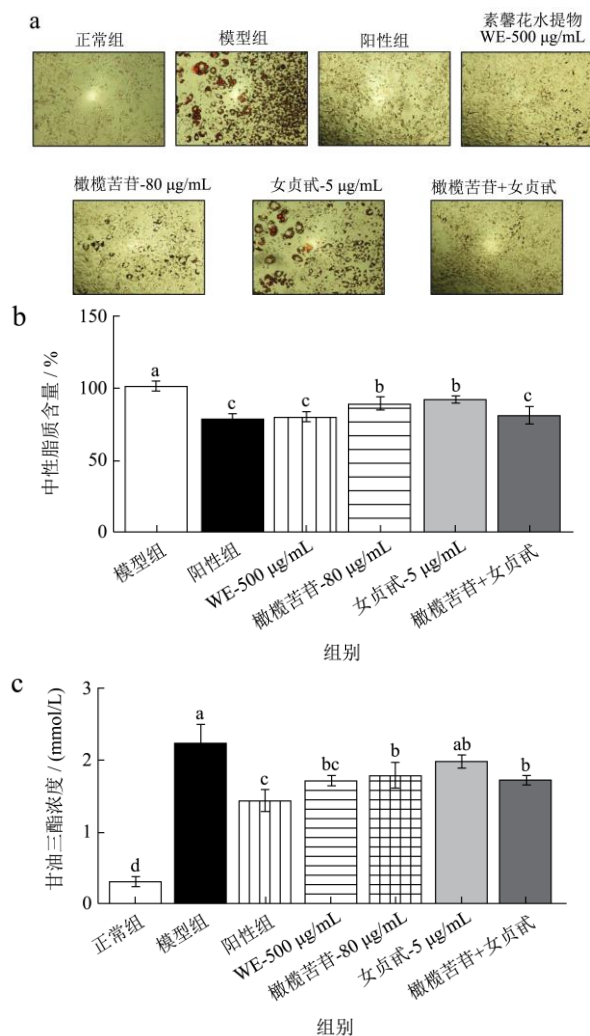 a
正常组
模型组
阳性组
素馨花水提物
WE-500 μg/mL
橄榄苦苷-80 μg/mL
女贞甙-5 μg/mL
橄榄苦苷+女贞甙
b
中性脂质含量 / %
150
100
50
0
a
c
c
b
b
c
模型组
阳性组
WE-500 μg/mL
橄榄苦苷-80 μg/mL
女贞甙-5 μg/mL
橄榄苦苷+女贞甙
组别
c
甘油三酯浓度 / (mmol/L)
3
2
1
0
d
a
c
bc
b
ab
b
正常组
模型组
阳性组
WE-500 μg/mL
橄榄苦苷-80 μg/mL
女贞甙-5 μg/mL
橄榄苦苷+女贞甙
组别